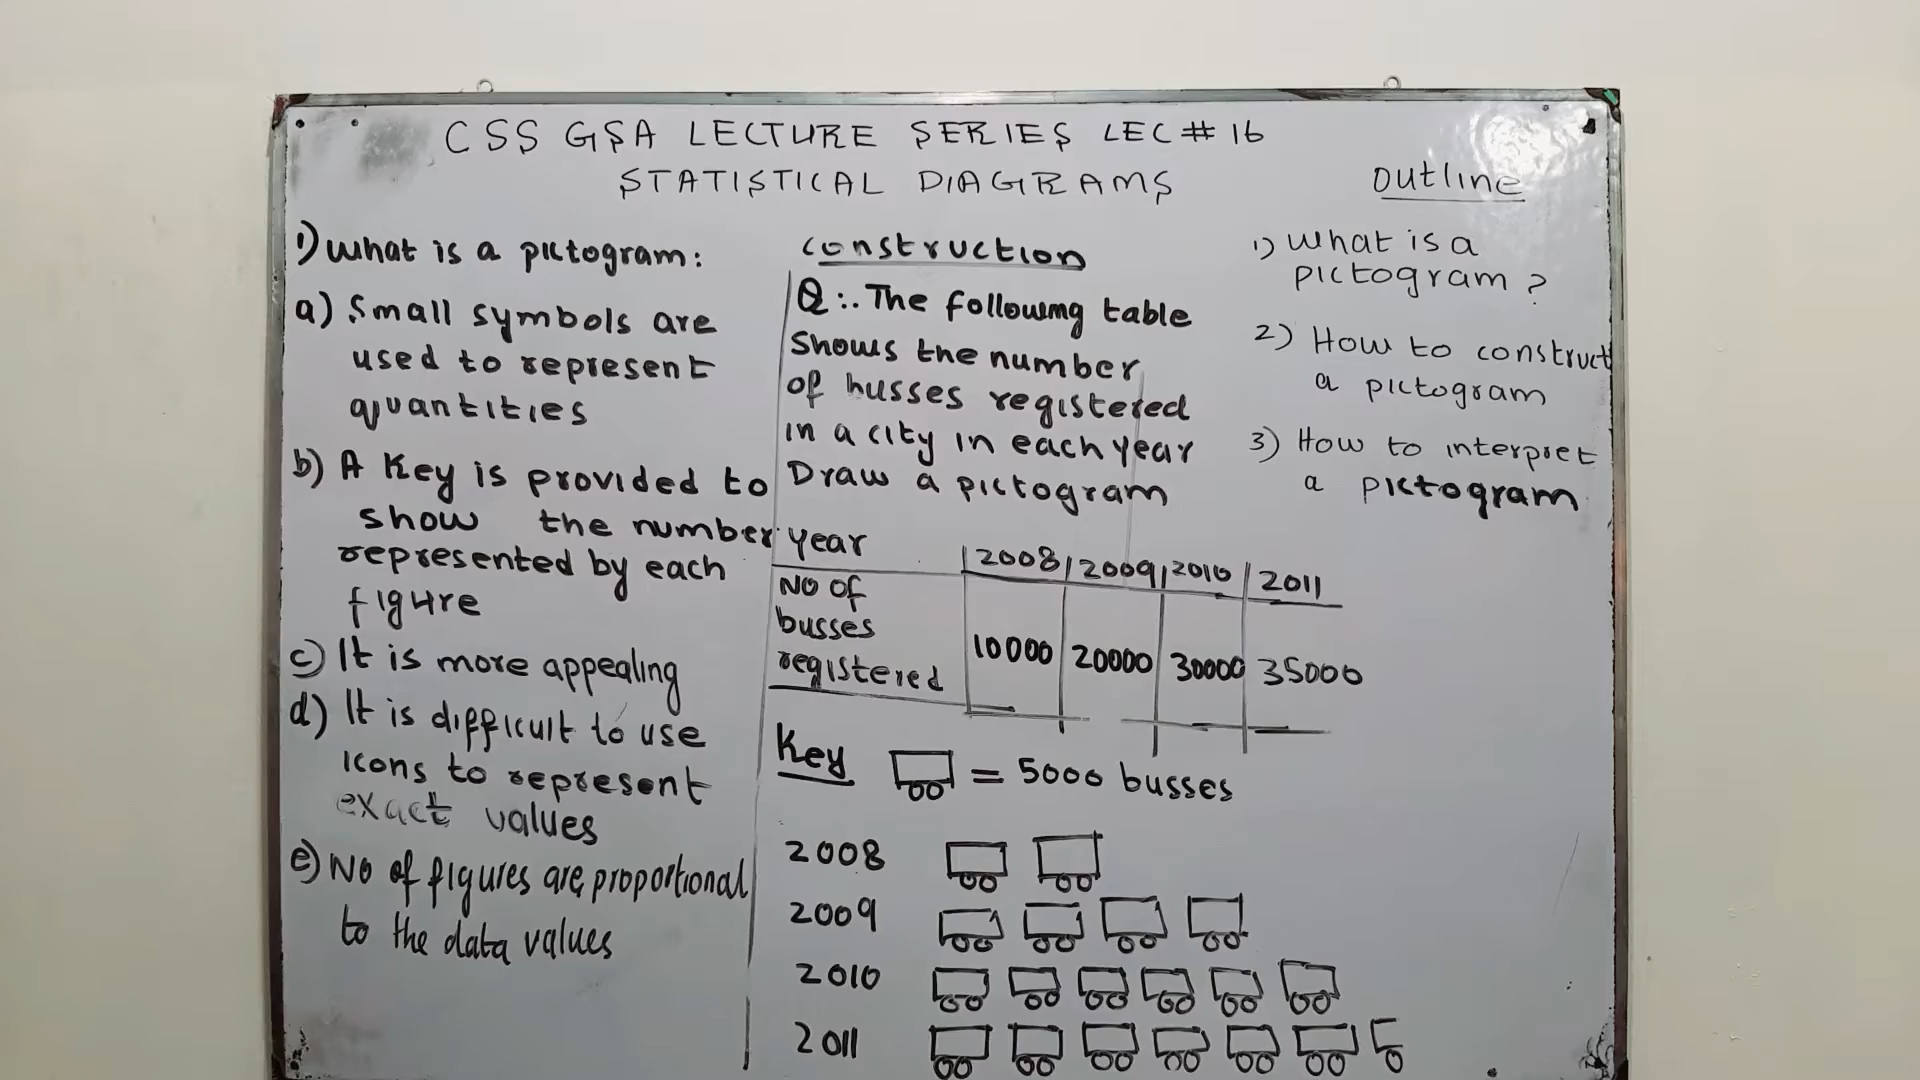 CSS GSA LECTURE SERIES LEC # 16
STATISTICAL DIAGRAMS
1) What is a pictogram:
a) Small symbols are
used to represent
quantities
b) A Key is provided to
show the number
represented by each
figure
c) It is more appealing
d) It is difficult to use
icons to represent
exact values
e) No of figures are proportional
to the data values
construction
Q:. The following table
Shows the number
of busses registered
in a city in each year
Draw a pictogram
year 2008 2009 2010 2011
No of
busses
registered
10000 20000 30000 35000
Key = 5000 busses
2008
2009
2010
2011
outline
1) What is a
pictogram ?
2) How to construct
a pictogram
3) How to interpret
a pictogram